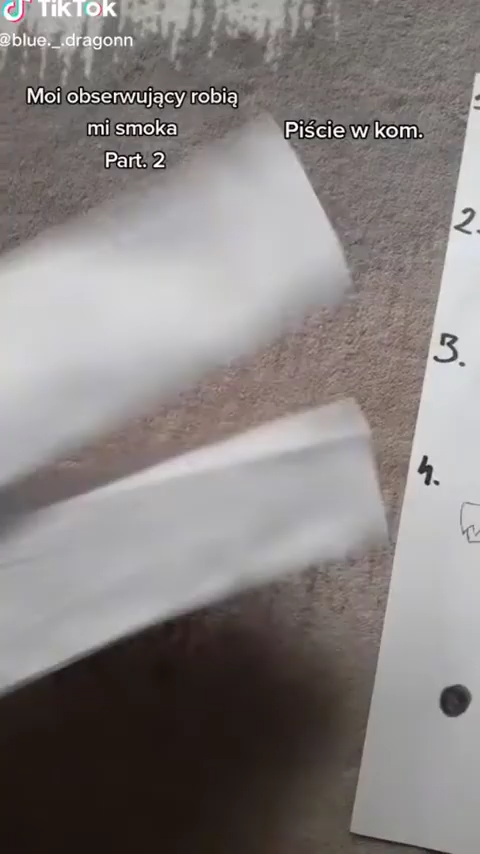 TikTok
@blue._.dragonn
Moi obserwujący robią
mi smoka
Part. 2
Piście w kom.
2.
3.
4.